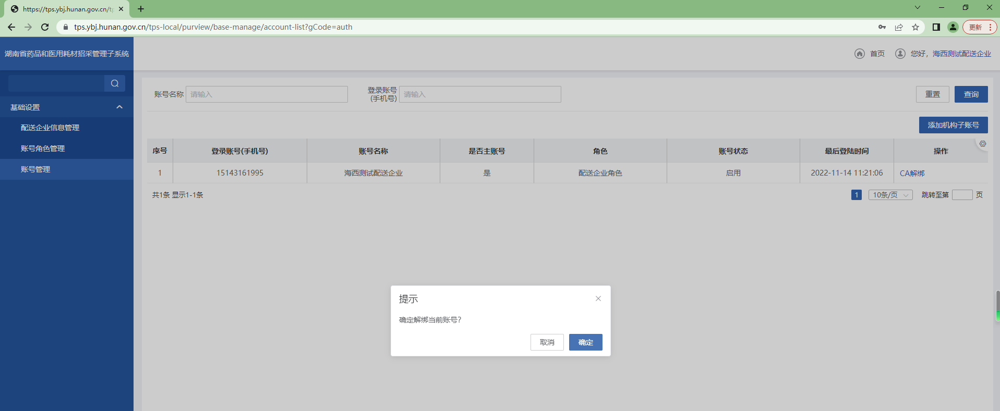 https://tps.ybj.hunan.gov.cn/tp
tps.ybj.hunan.gov.cn/tps-local/purview/base-manage/account-list?gCode=auth
更新
湖南省药品和医用耗材招采管理子系统
首页
您好，海西测试配送企业
基础设置
配送企业信息管理
账号角色管理
账号管理
账号名称 请输入
登录账号
(手机号) 请输入
重置 查询
添加机构子账号
序号 登录账号(手机号) 账号名称 是否主账号 角色 账号状态 最后登陆时间 操作
1 15143161995 海西测试配送企业 是 配送企业角色 启用 2022-11-14 11:21:06 CA解绑
共1条 显示1-1条
1 10条/页 跳转至第 页
提示
确定解绑当前账号?
取消 确定